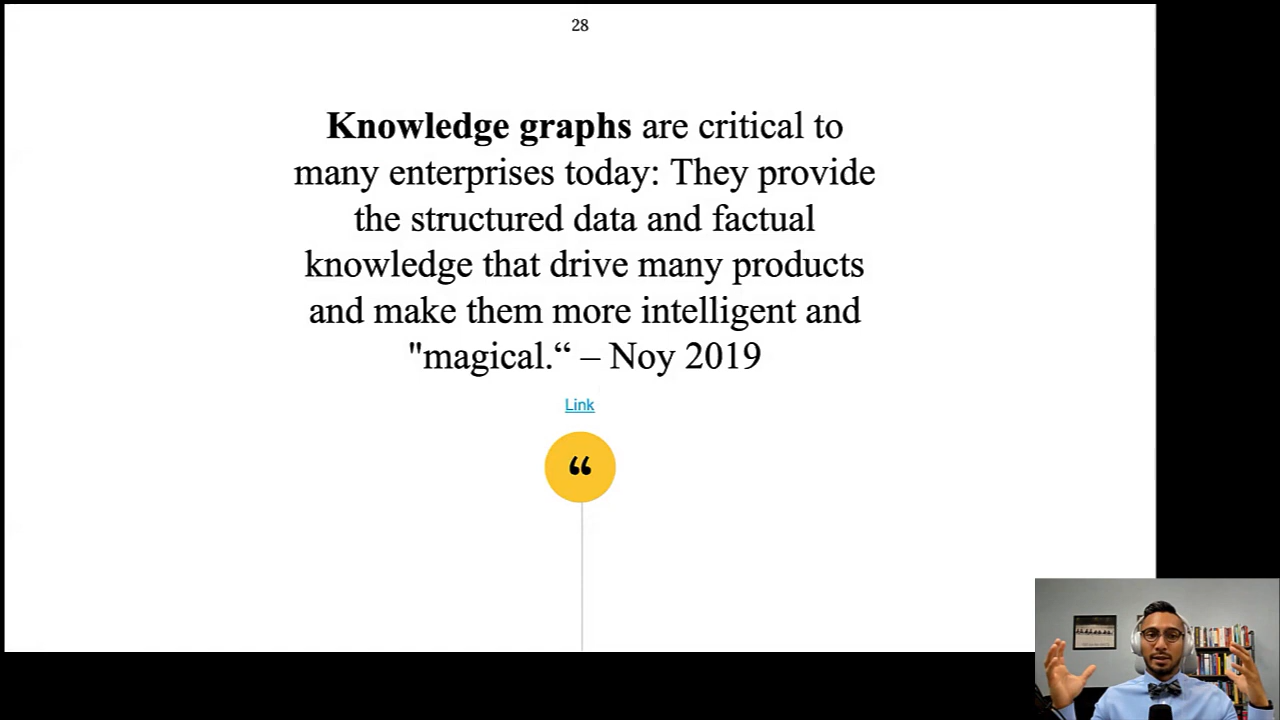 28
Knowledge graphs are critical to
many enterprises today: They provide
the structured data and factual
knowledge that drive many products
and make them more intelligent and
"magical.“ – Noy 2019
Link
“